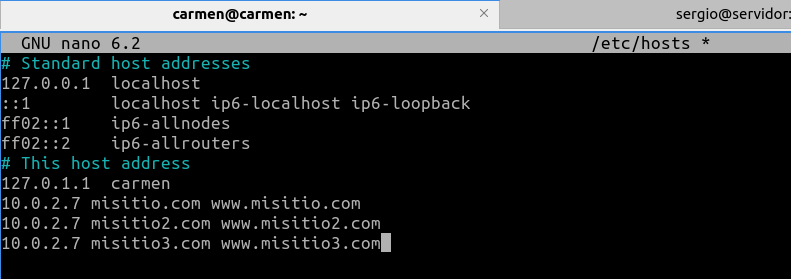 carmen@carmen: ~ × sergio@servidor:
GNU nano 6.2 /etc/hosts *
# Standard host addresses
127.0.0.1 localhost
::1 localhost ip6-localhost ip6-loopback
ff02::1 ip6-allnodes
ff02::2 ip6-allrouters
# This host address
127.0.1.1 carmen
10.0.2.7 misitio.com www.misitio.com
10.0.2.7 misitio2.com www.misitio2.com
10.0.2.7 misitio3.com www.misitio3.com